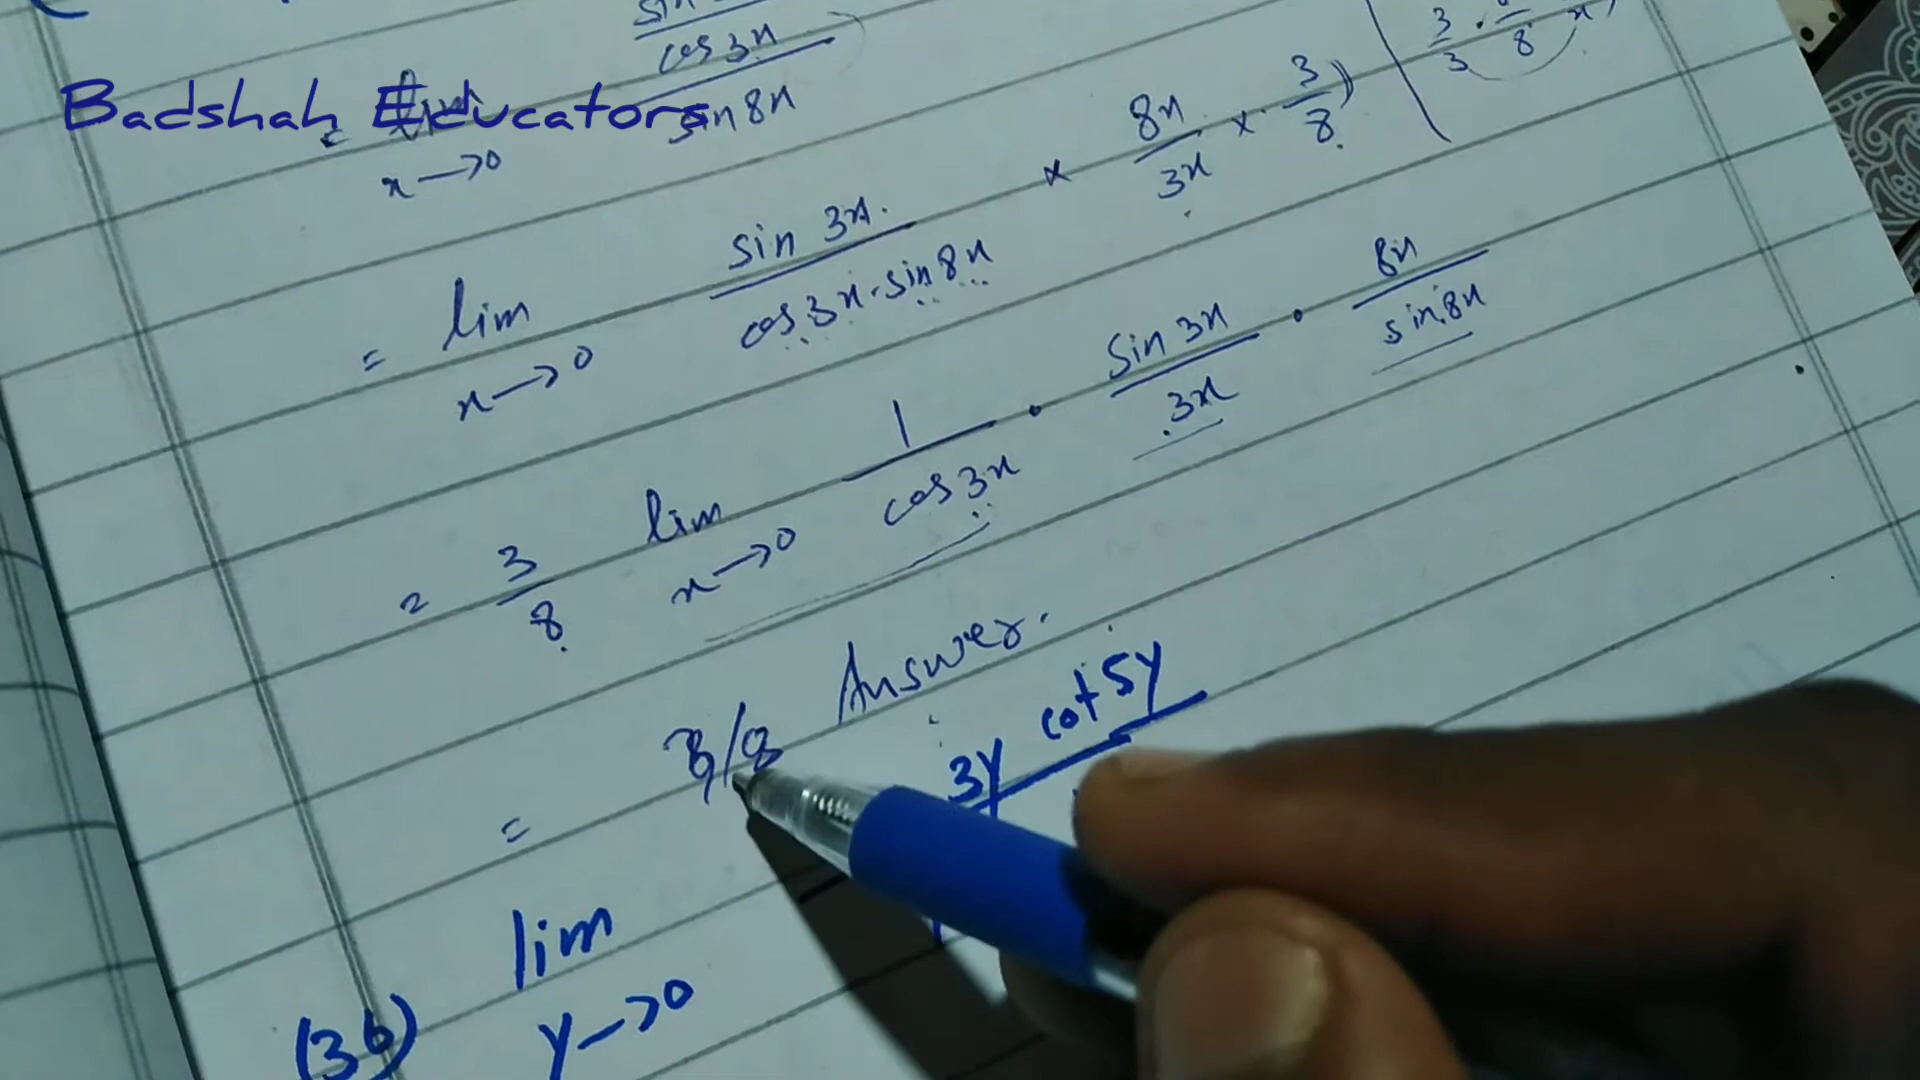 sin
cos 3x
3/3 · /8 x)
Badshah Educators
= lim x→0 sin 8x
= lim x→0 sin 3x / cos 3x · sin 8x × 8x/3x × 3/8)
= 3/8 lim x→0 1/cos 3x · sin 3x/3x · 8x/sin 8x
= 3/8 Answer.
(36) lim y→0 3y cot 5y